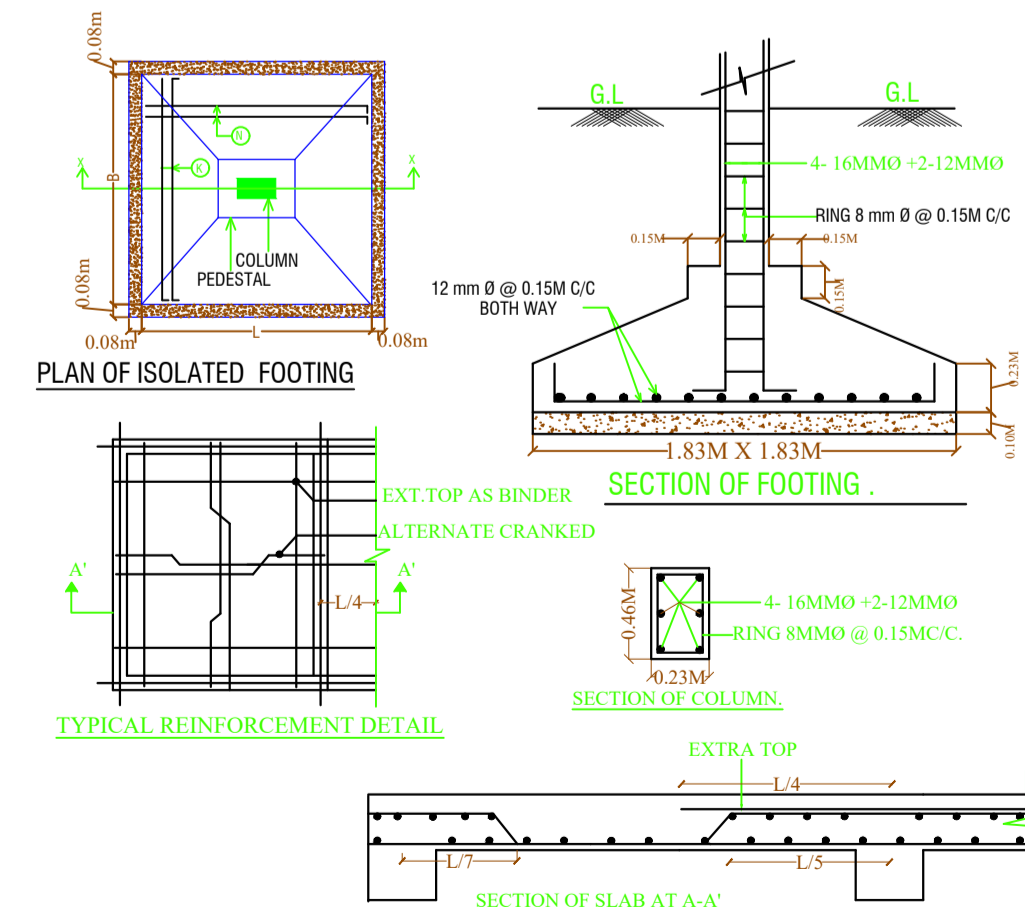 0.08m
X
N
K
B
X
COLUMN
PEDESTAL
0.08m
0.08m
L
0.08m
PLAN OF ISOLATED FOOTING
G.L
G.L
4- 16MMØ +2-12MMØ
RING 8 mm Ø @ 0.15M C/C
0.15M
0.15M
0.15M
12 mm Ø @ 0.15M C/C
BOTH WAY
0.23M
0.10M
1.83M X 1.83M
SECTION OF FOOTING .
EXT.TOP AS BINDER
ALTERNATE CRANKED
A'
A'
L/4
TYPICAL REINFORCEMENT DETAIL
0.46M
4- 16MMØ +2-12MMØ
RING 8MMØ @ 0.15MC/C.
0.23M
SECTION OF COLUMN.
EXTRA TOP
L/4
L/7
L/5
SECTION OF SLAB AT A-A'